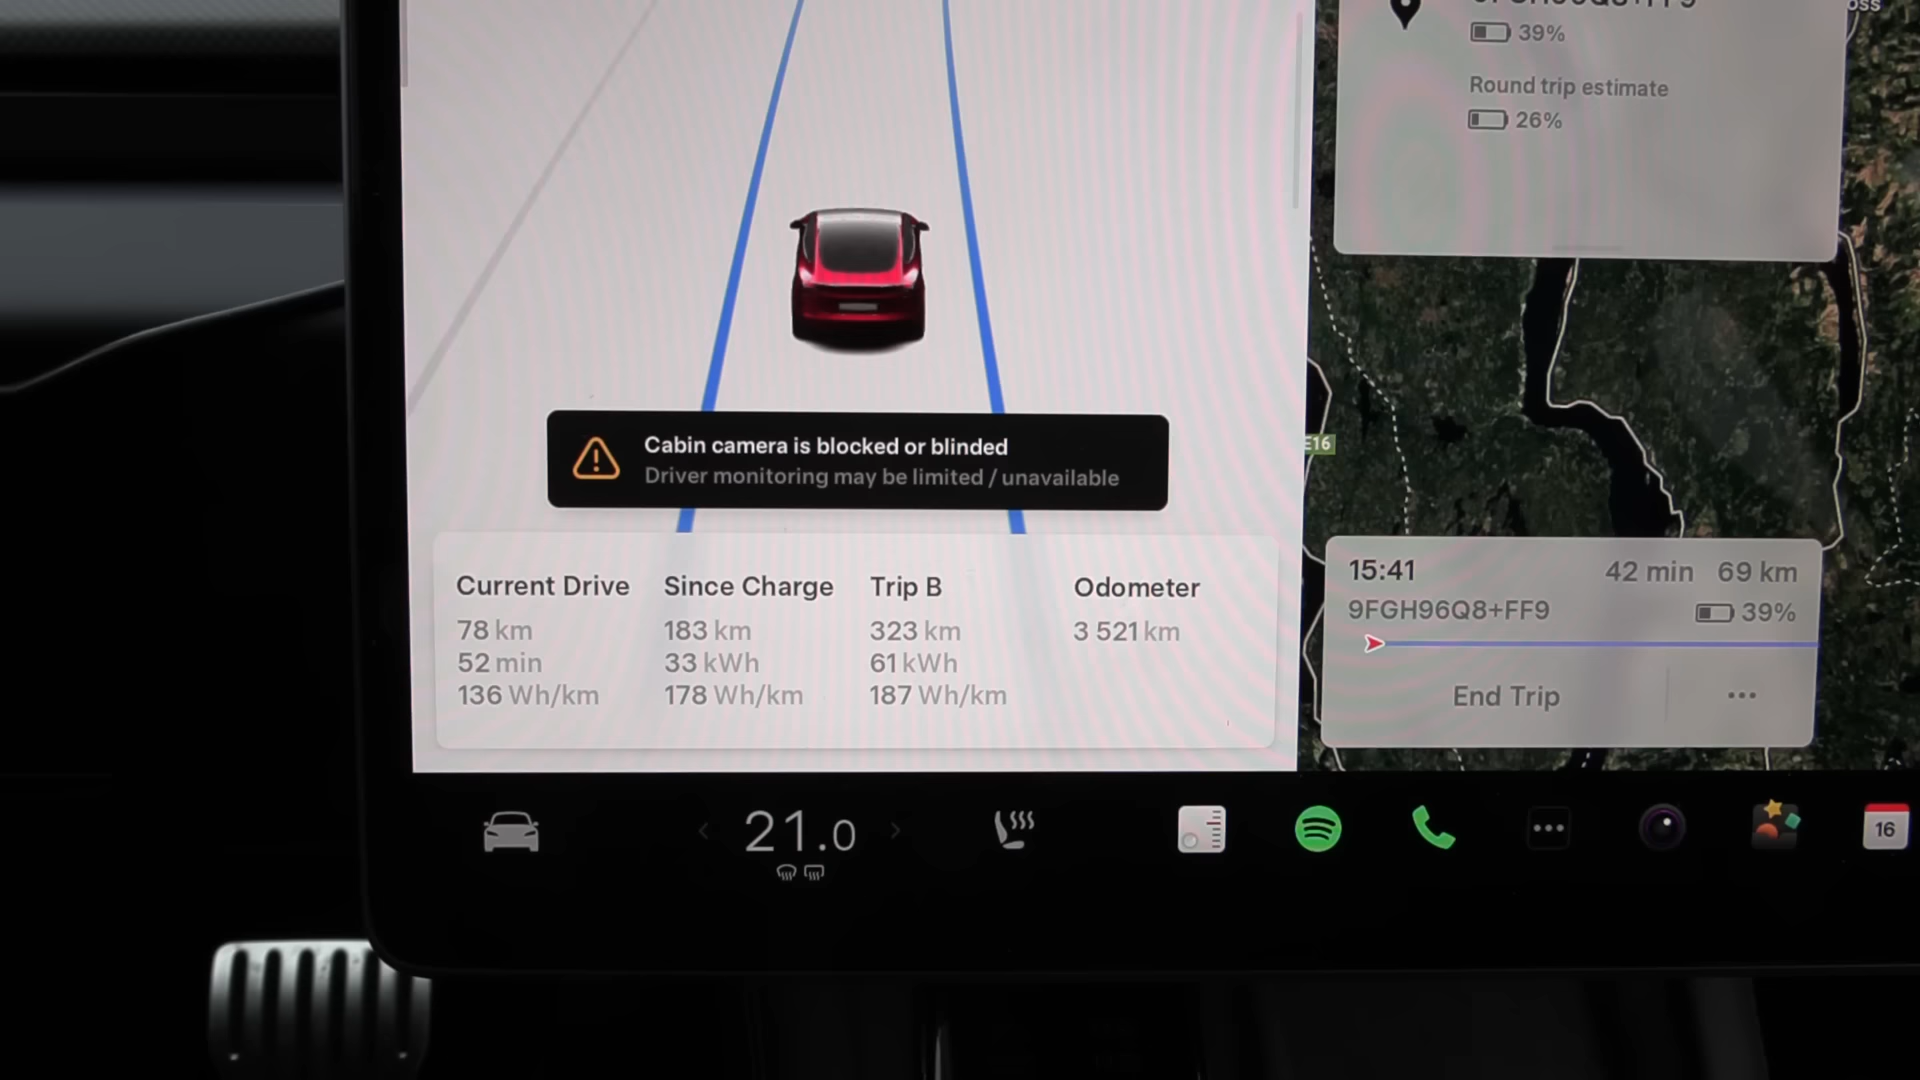 39%
Round trip estimate
26%
E16
Cabin camera is blocked or blinded
Driver monitoring may be limited / unavailable
Current Drive
78 km
52 min
136 Wh/km
Since Charge
183 km
33 kWh
178 Wh/km
Trip B
323 km
61 kWh
187 Wh/km
Odometer
3 521 km
15:41 42 min 69 km
9FGH96Q8+FF9 39%
End Trip
21.0
16